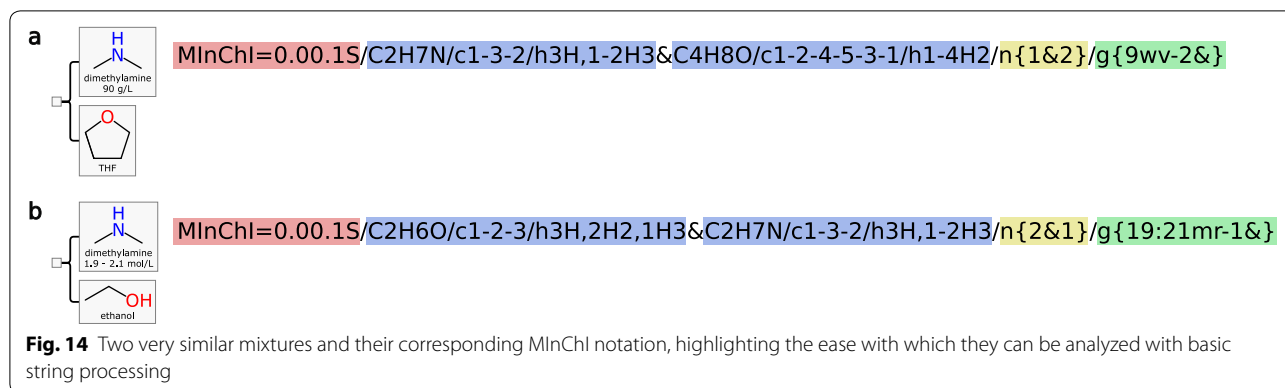 a
H
N
dimethylamine
90 g/L
MInChI=0.00.1S/C2H7N/c1-3-2/h3H,1-2H3&C4H8O/c1-2-4-5-3-1/h1-4H2/n{1&2}/g{9wv-2&}
O
THF
b
H
N
dimethylamine
1.9 - 2.1 mol/L
MInChI=0.00.1S/C2H6O/c1-2-3/h3H,2H2,1H3&C2H7N/c1-3-2/h3H,1-2H3/n{2&1}/g{19:21mr-1&}
OH
ethanol
Fig. 14 Two very similar mixtures and their corresponding MInChI notation, highlighting the ease with which they can be analyzed with basic
string processing